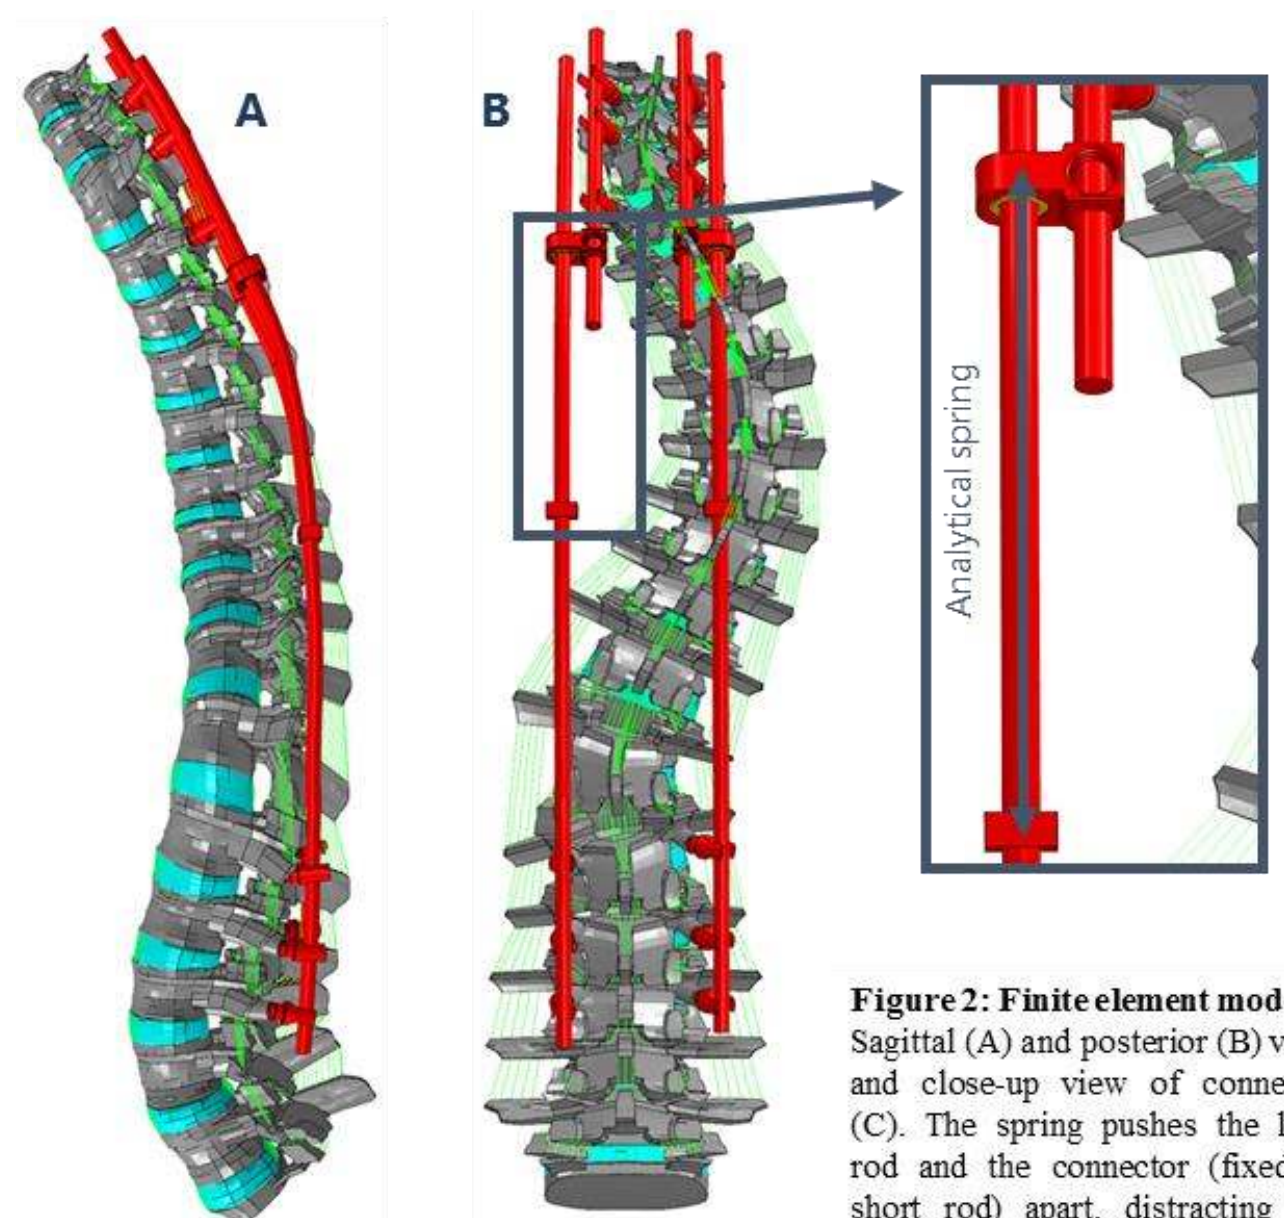 A
B
Analytical spring
Figure 2: Finite element mod
Sagittal (A) and posterior (B) v
and close-up view of conne
(C). The spring pushes the l
rod and the connector (fixed
short rod) apart, distracting